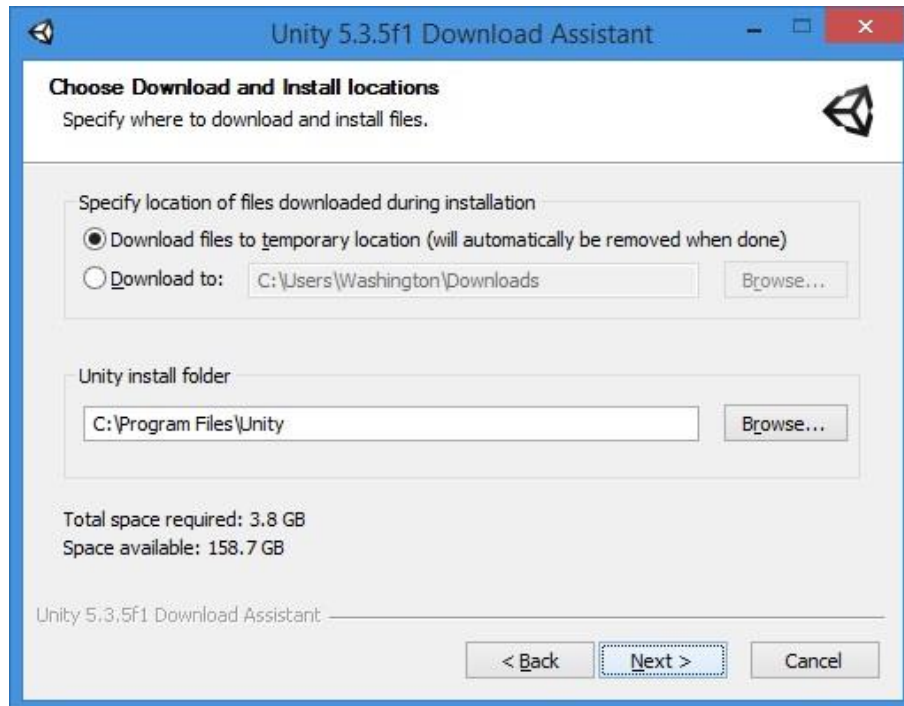 Unity 5.3.5f1 Download Assistant
Choose Download and Install locations
Specify where to download and install files.
Specify location of files downloaded during installation
Download files to temporary location (will automatically be removed when done)
Download to: C:\Users\Washington\Downloads Browse...
Unity install folder
C:\Program Files\Unity Browse...
Total space required: 3.8 GB
Space available: 158.7 GB
Unity 5.3.5f1 Download Assistant
< Back Next > Cancel